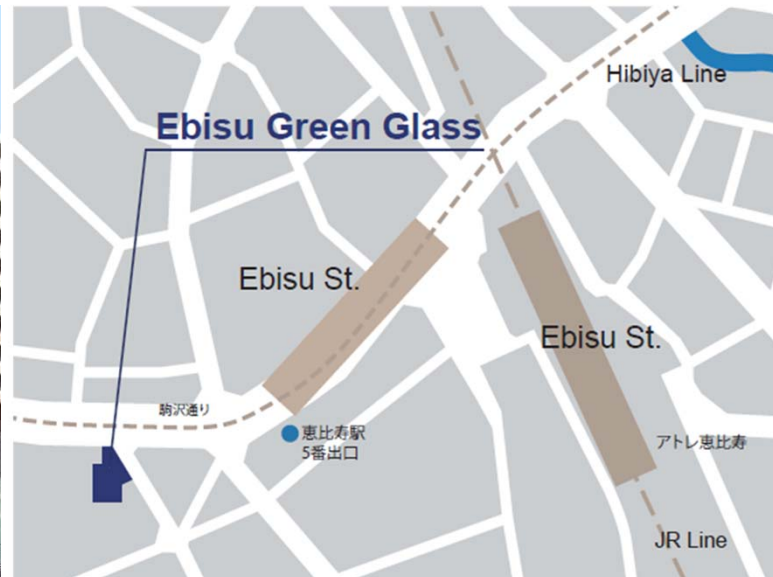 Hibiya Line
Ebisu Green Glass
Ebisu St.
Ebisu St.
駒沢通り
恵比寿駅
5番出口
アトレ恵比寿
JR Line